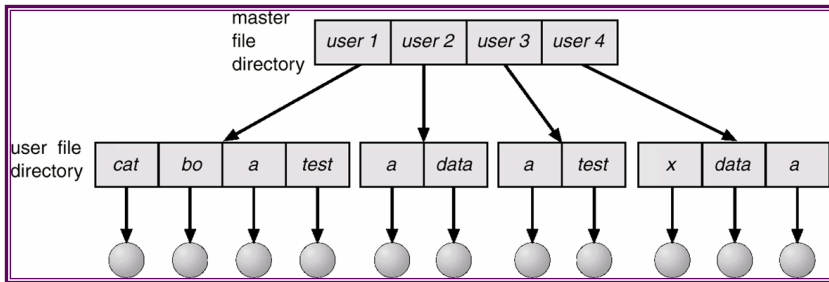 master
file
directory
user 1 user 2 user 3 user 4
user file
directory
cat bo a test a data a test x data a